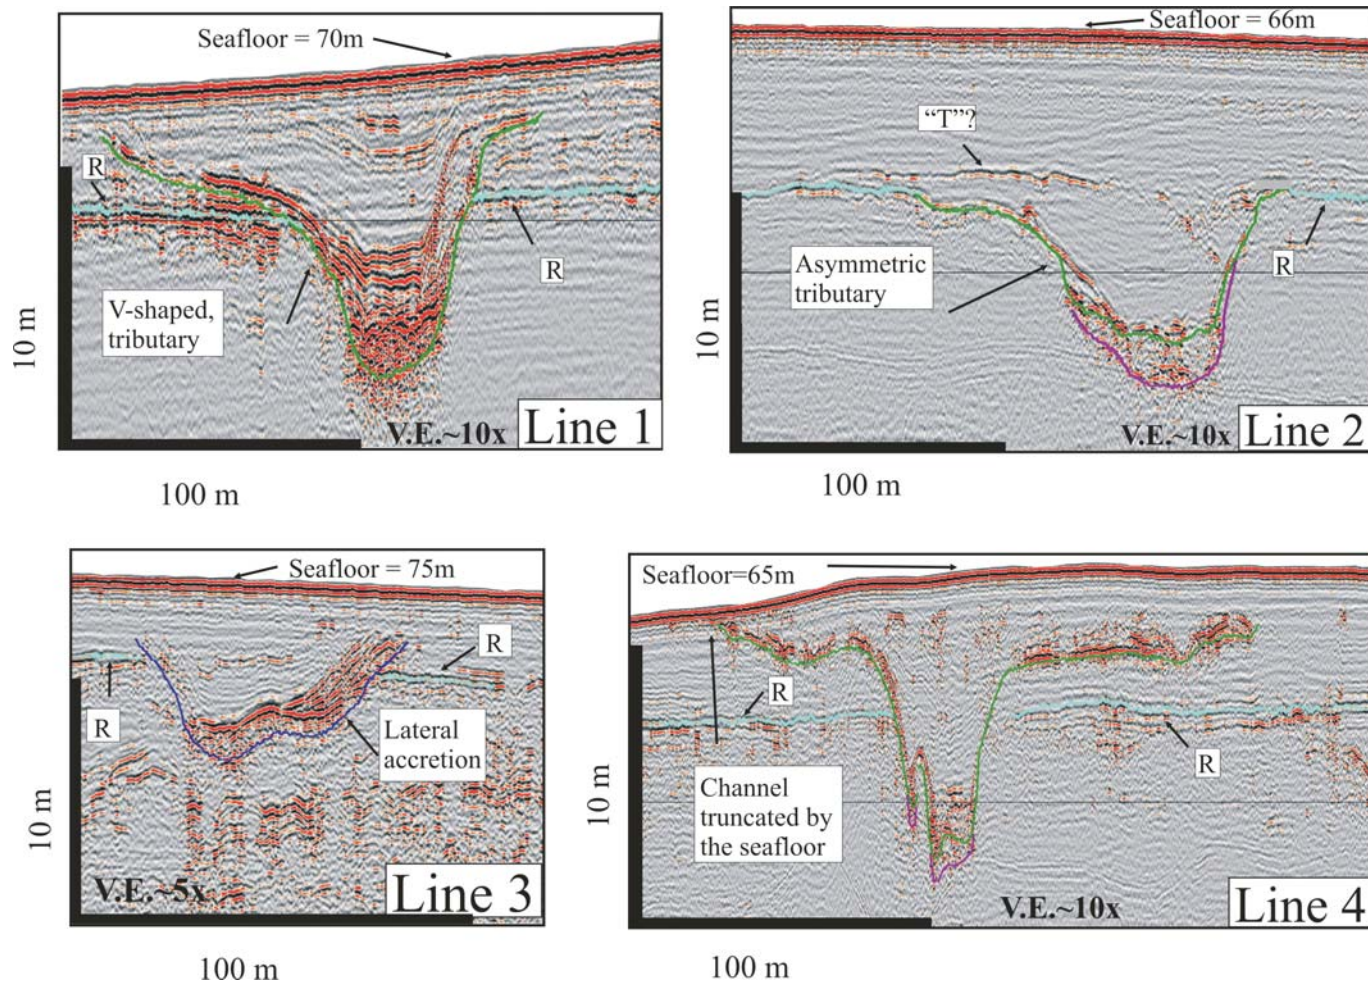 Seafloor = 70m
R
R
V-shaped,
tributary
10 m
V.E.~10x
Line 1
100 m
Seafloor = 66m
“T”?
Asymmetric
tributary
R
10 m
V.E.~10x
Line 2
100 m
Seafloor = 75m
R
R
Lateral
accretion
10 m
V.E.~5x
Line 3
100 m
Seafloor=65m
R
R
Channel
truncated by
the seafloor
10 m
V.E.~10x
Line 4
100 m